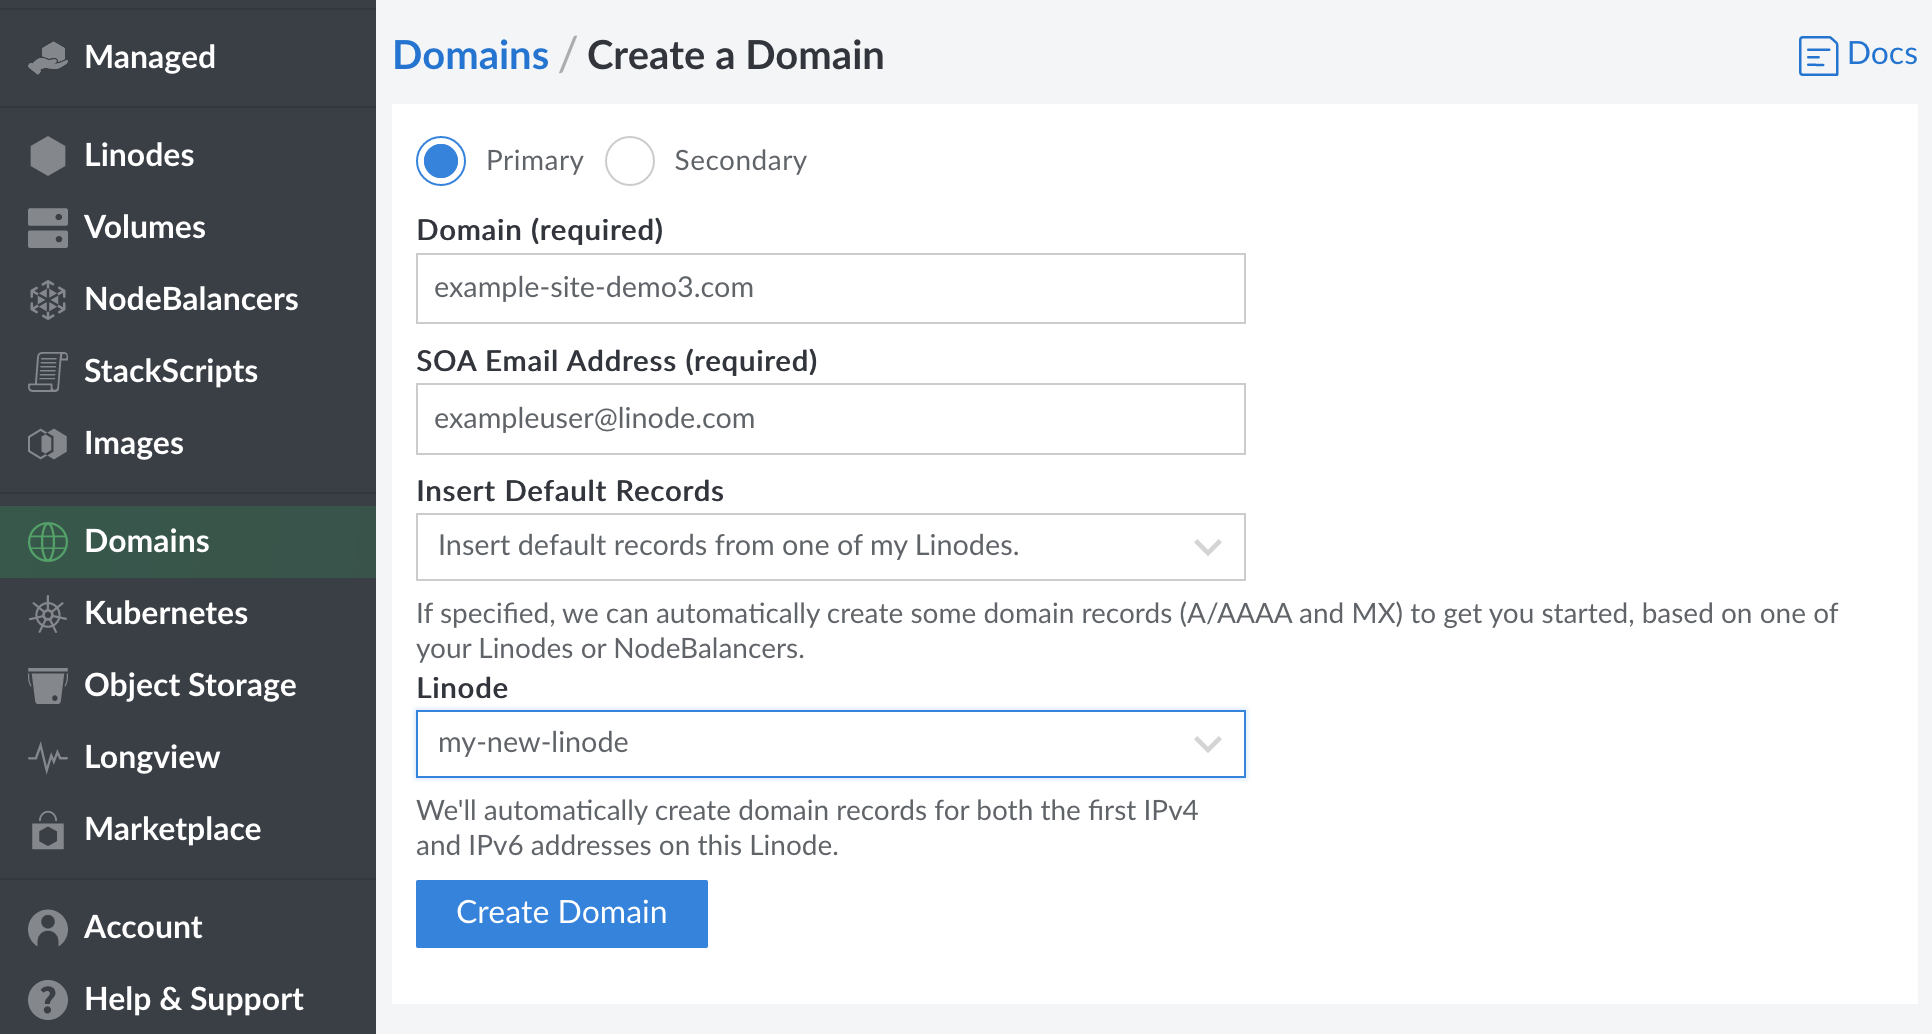 Managed
Linodes
Volumes
NodeBalancers
StackScripts
Images
Domains
Kubernetes
Object Storage
Longview
Marketplace
Account
Help & Support
Domains / Create a Domain
Docs
Primary
Secondary
Domain (required)
example-site-demo3.com
SOA Email Address (required)
exampleuser@linode.com
Insert Default Records
Insert default records from one of my Linodes.
If specified, we can automatically create some domain records (A/AAAA and MX) to get you started, based on one of
your Linodes or NodeBalancers.
Linode
my-new-linode
We'll automatically create domain records for both the first IPv4
and IPv6 addresses on this Linode.
Create Domain